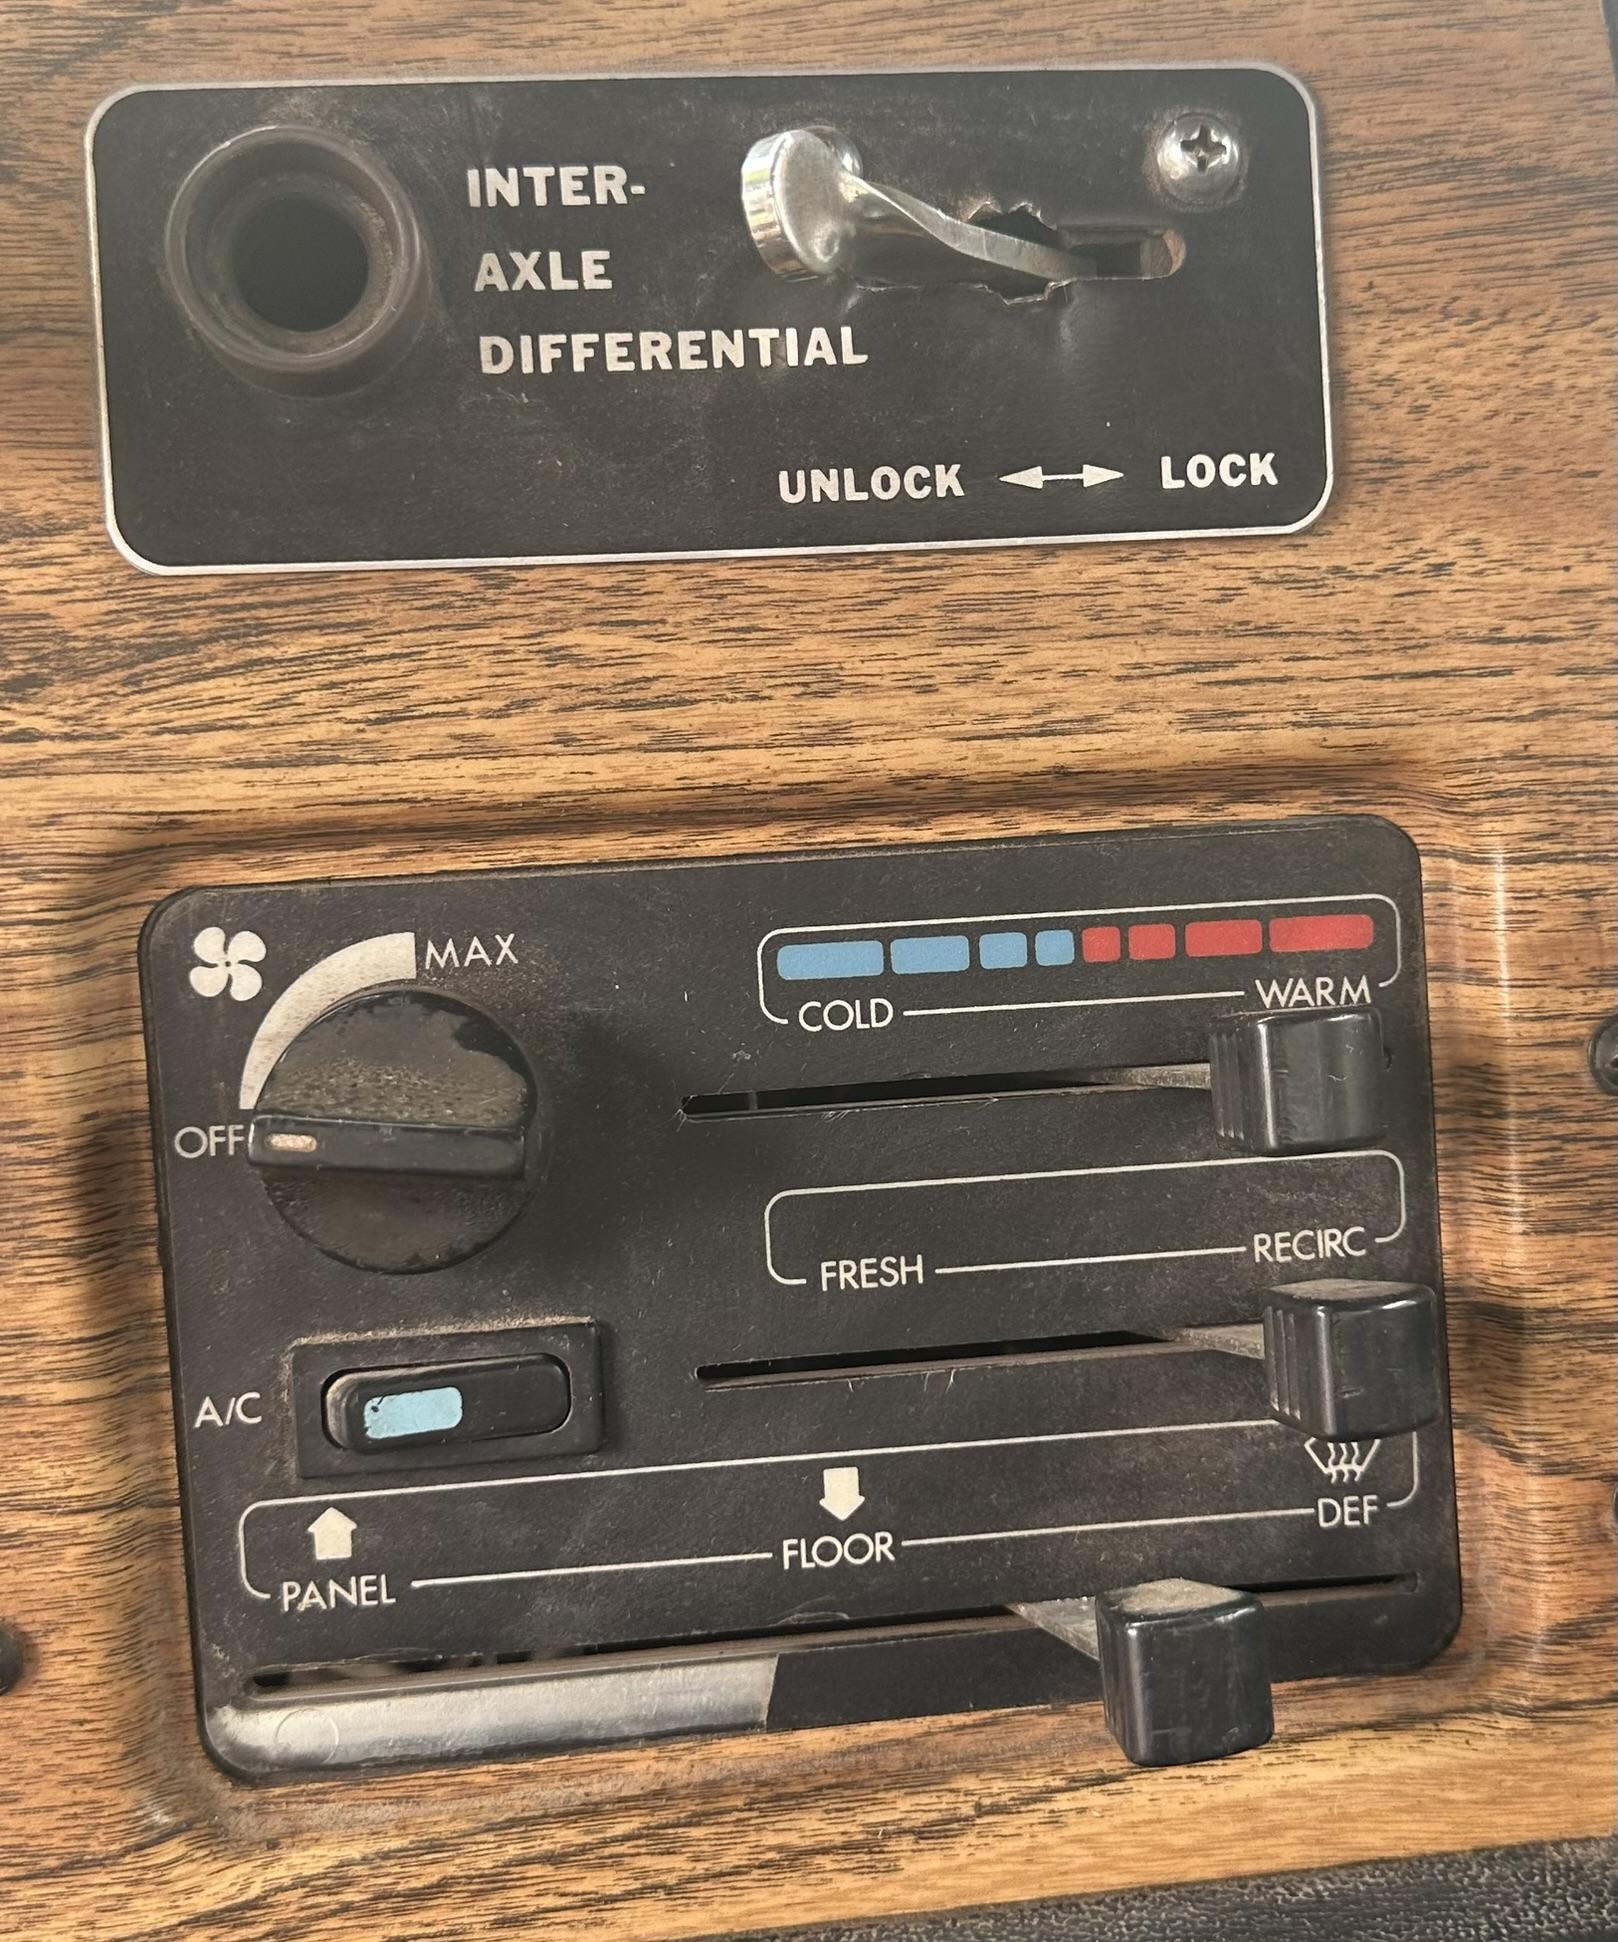 INTER-
AXLE
DIFFERENTIAL
UNLOCK LOCK
MAX
COLD WARM
OFF
FRESH RECIRC
A/C
PANEL FLOOR DEF